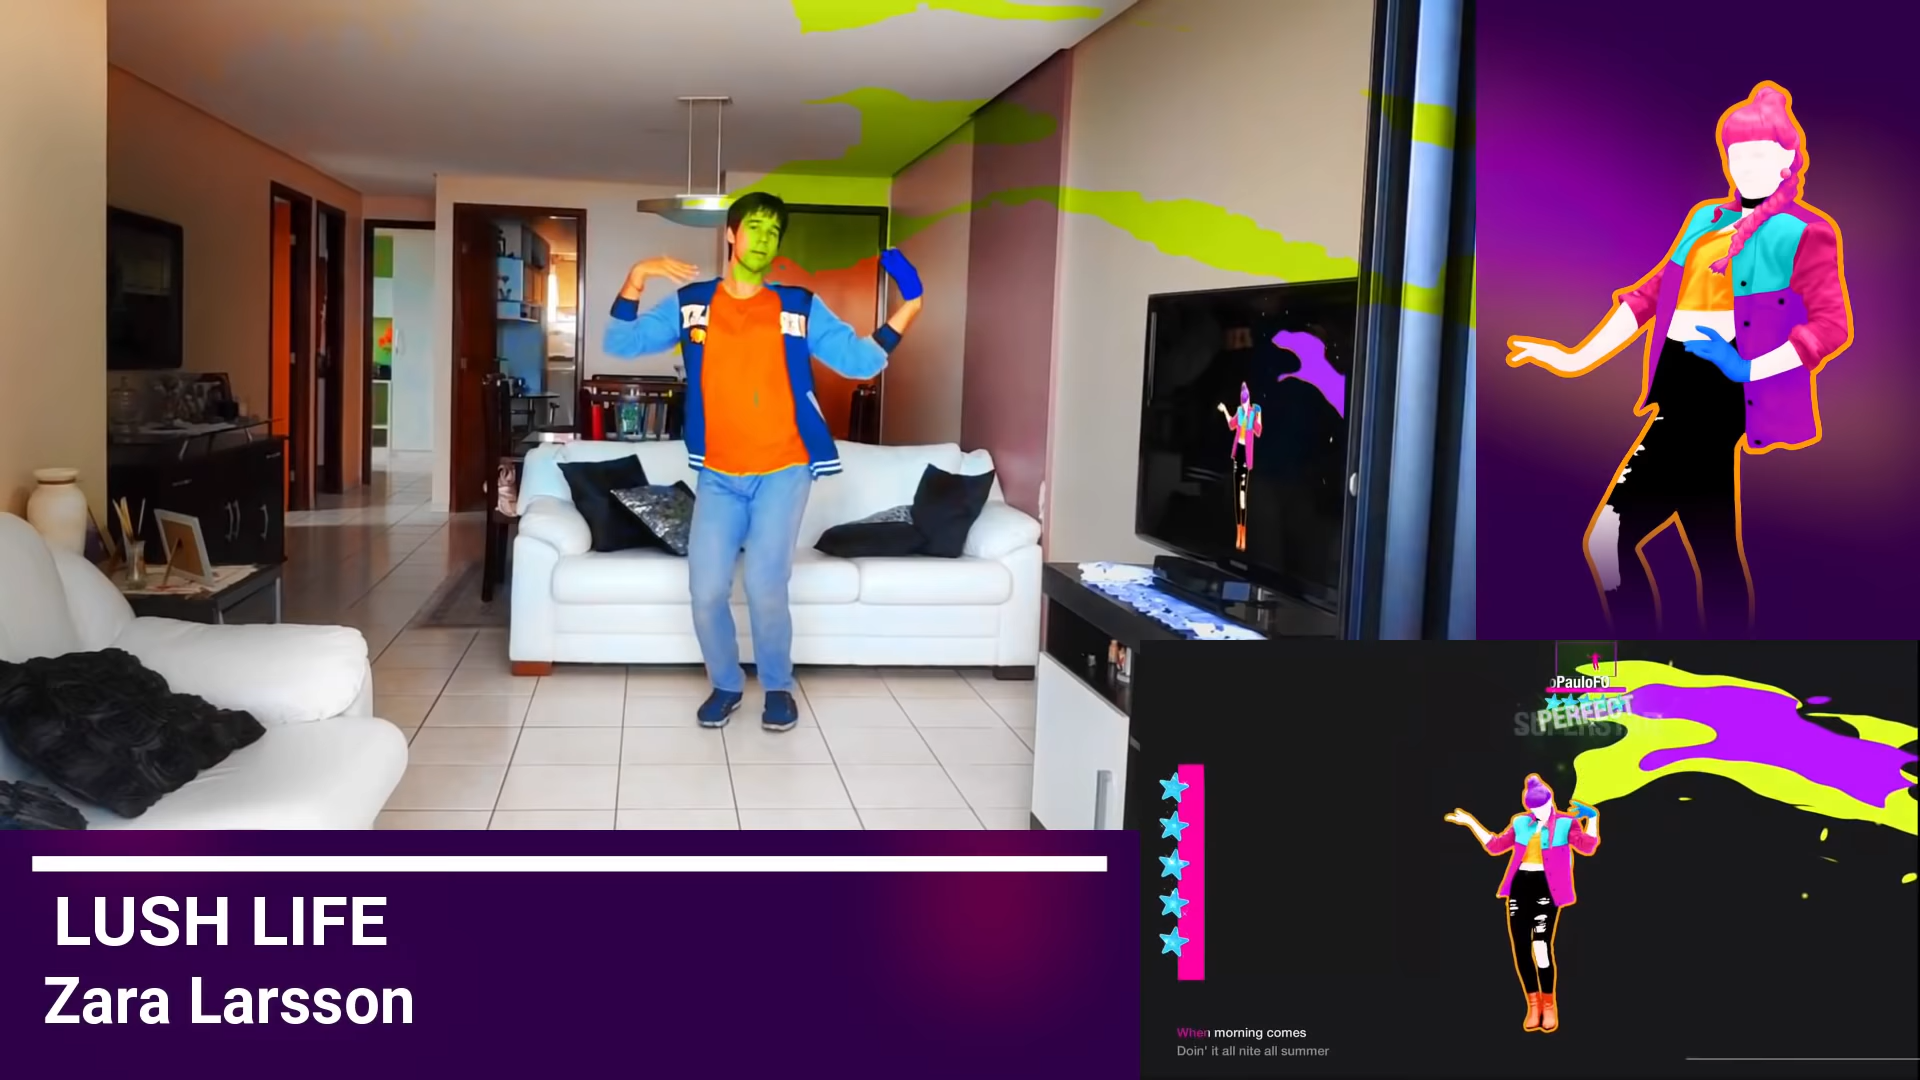 PauloFG
PERFECT
LUSH LIFE
Zara Larsson
When morning comes
Doin' it all nite all summer